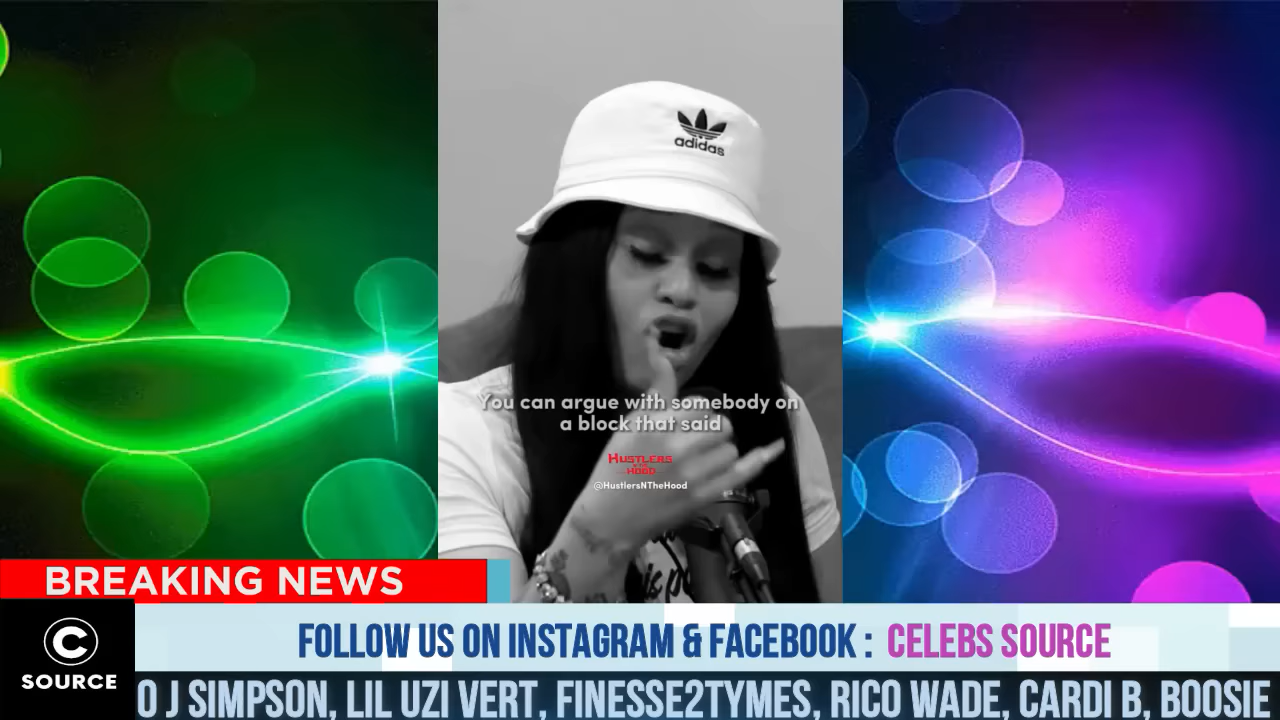 adidas
You can argue with somebody on
a block that said
HUSTLERS
N THE
HOOD
@HustlersNTheHood
BREAKING NEWS
C
SOURCE
FOLLOW US ON INSTAGRAM & FACEBOOK : CELEBS SOURCE
O J SIMPSON, LIL UZI VERT, FINESSE2TYMES, RICO WADE, CARDI B, BOOSIE